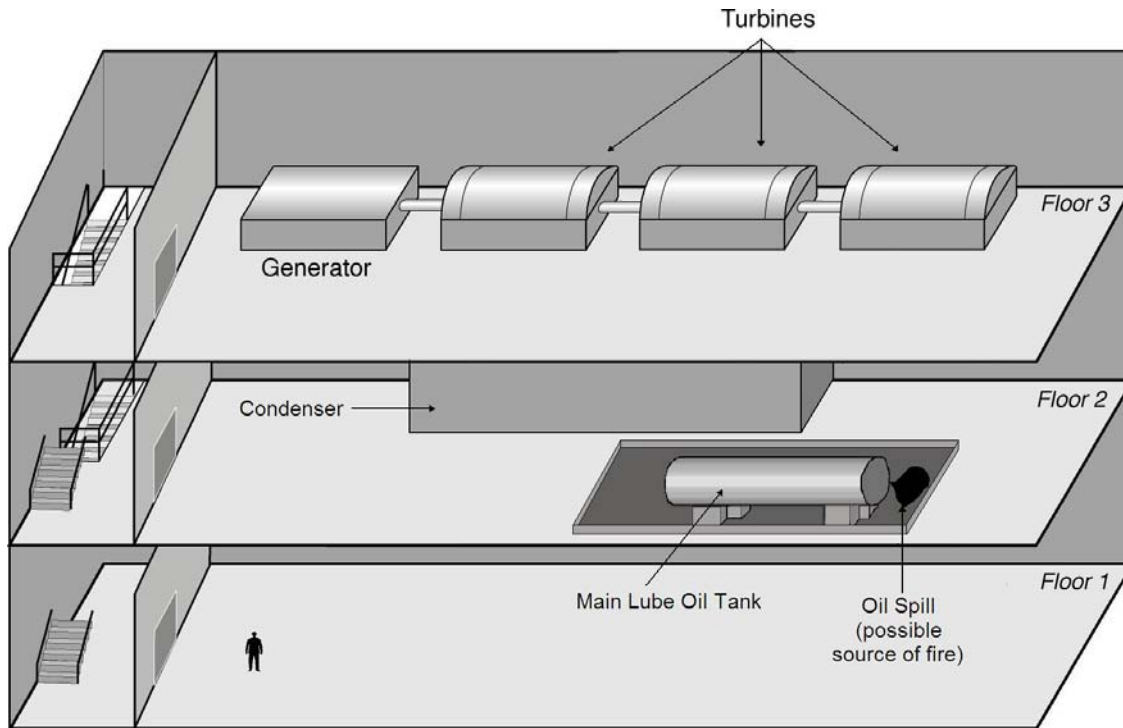 Turbines
Floor 3
Generator
Condenser
Floor 2
Main Lube Oil Tank
Oil Spill
(possible
source of fire)
Floor 1